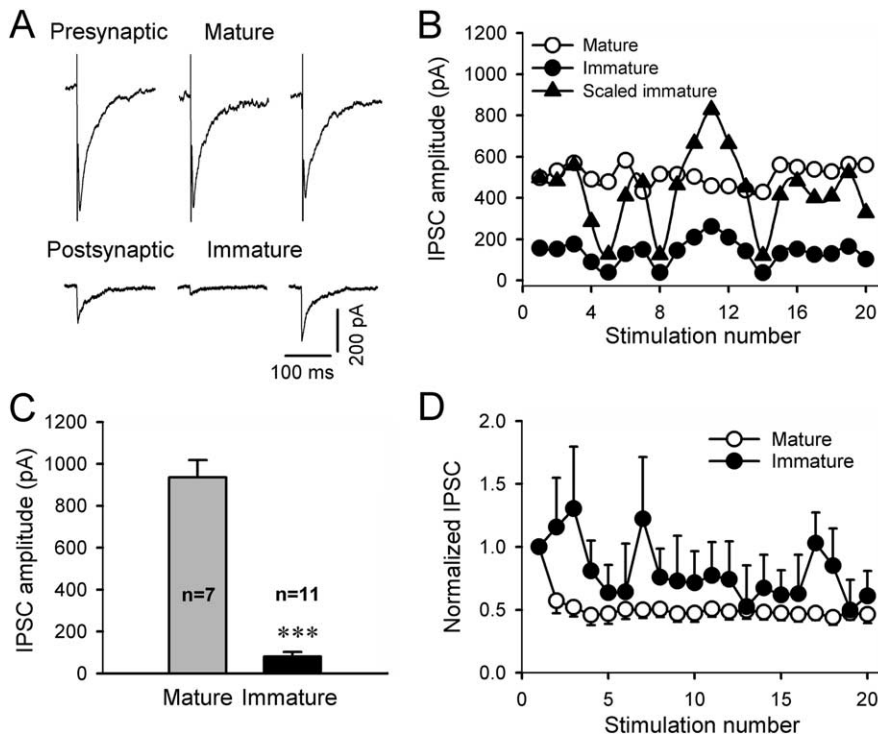 A
Presynaptic Mature
Postsynaptic Immature
200 pA
100 ms
B
IPSC amplitude (pA)
1200
1000
800
600
400
200
0
Mature
Immature
Scaled immature
0 4 8 12 16 20
Stimulation number
C
IPSC amplitude (pA)
1200
1000
800
600
400
200
0
n=7
n=11
***
Mature Immature
D
Normalized IPSC
2.0
1.5
1.0
0.5
0.0
Mature
Immature
0 5 10 15 20
Stimulation number